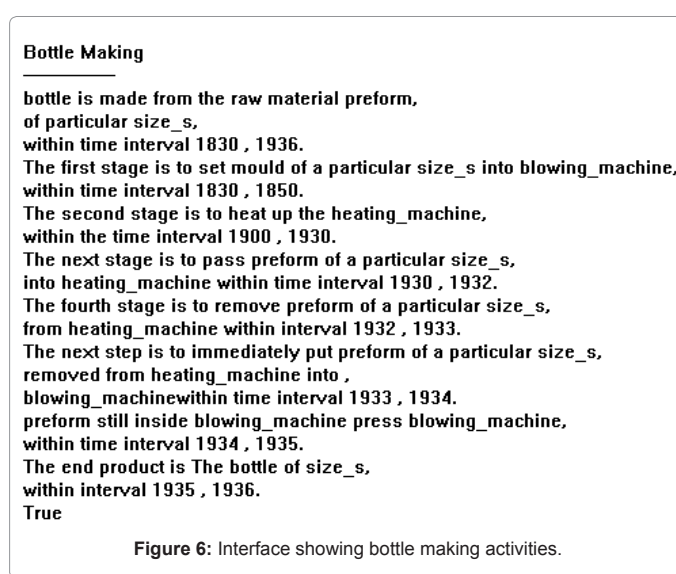 Bottle Making
bottle is made from the raw material preform,
of particular size_s,
within time interval 1830 , 1936.
The first stage is to set mould of a particular size_s into blowing_machine,
within time interval 1830 , 1850.
The second stage is to heat up the heating_machine,
within the time interval 1900 , 1930.
The next stage is to pass preform of a particular size_s,
into heating_machine within time interval 1930 , 1932.
The fourth stage is to remove preform of a particular size_s,
from heating_machine within interval 1932 , 1933.
The next step is to immediately put preform of a particular size_s,
removed from heating_machine into ,
blowing_machinewithin time interval 1933 , 1934.
preform still inside blowing_machine press blowing_machine,
within time interval 1934 , 1935.
The end product is The bottle of size_s,
within interval 1935 , 1936.
True
Figure 6: Interface showing bottle making activities.